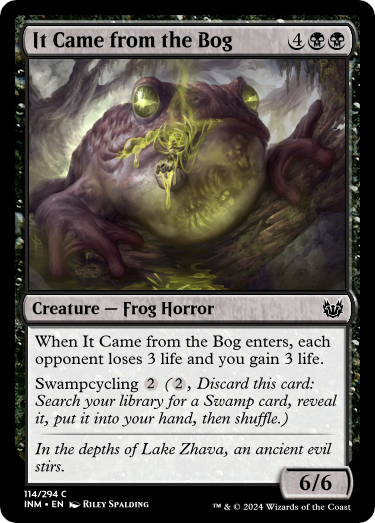 It Came from the Bog 4
Creature — Frog Horror
When It Came from the Bog enters, each
opponent loses 3 life and you gain 3 life.
Swampcycling 2 (2, Discard this card:
Search your library for a Swamp card, reveal
it, put it into your hand, then shuffle.)
In the depths of Lake Zhava, an ancient evil
stirs.
6/6
114/294 C
INM • EN Riley Spalding
™ & © 2024 Wizards of the Coast